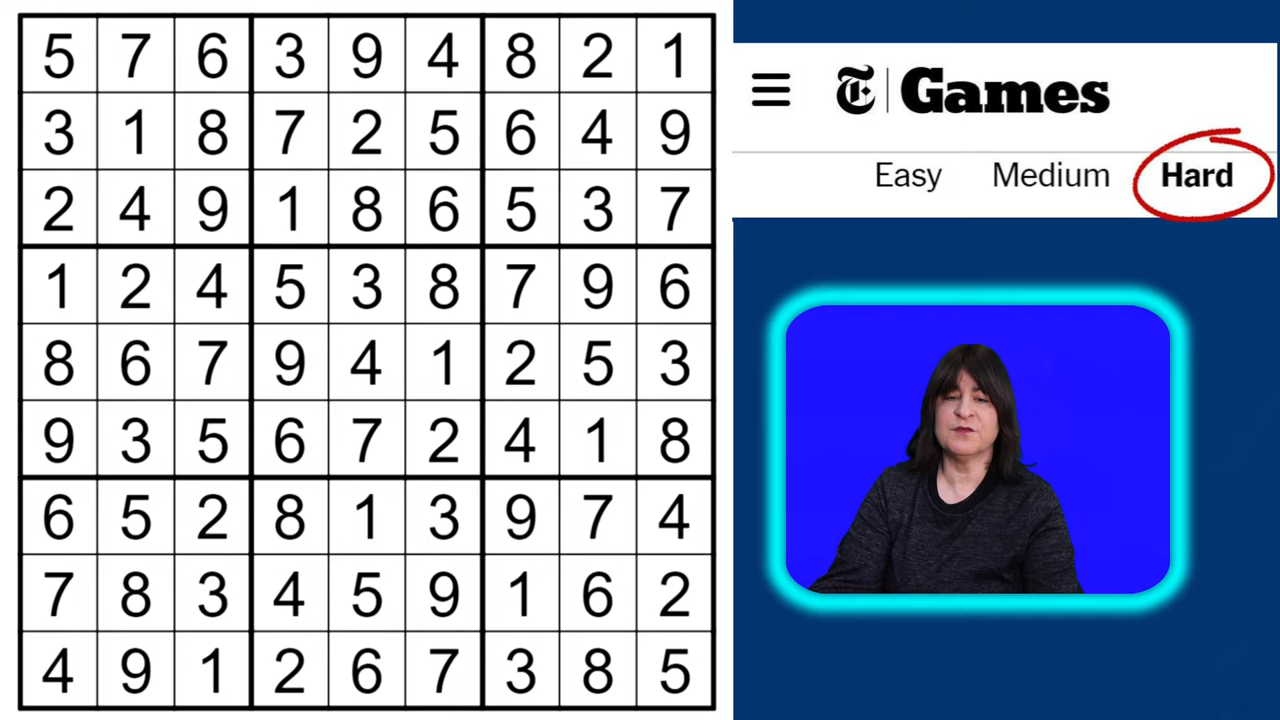 5 7 6 3 9 4 8 2 1
3 1 8 7 2 5 6 4 9
2 4 9 1 8 6 5 3 7
1 2 4 5 3 8 7 9 6
8 6 7 9 4 1 2 5 3
9 3 5 6 7 2 4 1 8
6 5 2 8 1 3 9 7 4
7 8 3 4 5 9 1 6 2
4 9 1 2 6 7 3 8 5
T Games
Easy Medium Hard